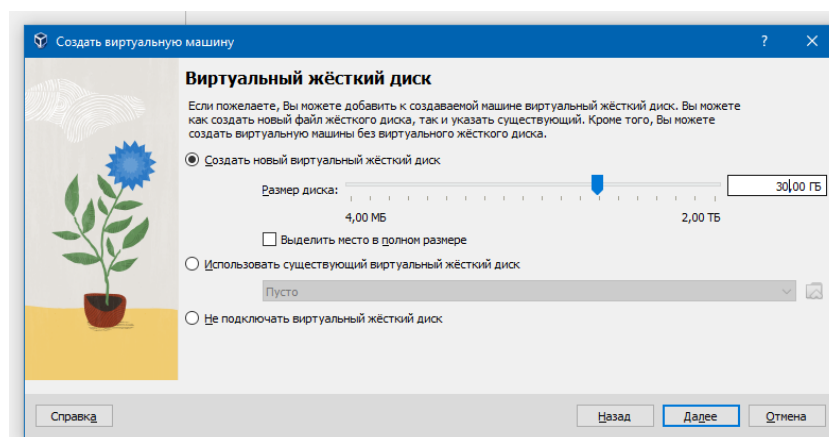 Создать виртуальную машину
Виртуальный жёсткий диск
Если пожелаете, Вы можете добавить к создаваемой машине виртуальный жёсткий диск. Вы можете
как создать новый файл жёсткого диска, так и указать существующий. Кроме того, Вы можете
создать виртуальную машины без виртуального жёсткого диска.
Создать новый виртуальный жёсткий диск
Размер диска: 30,00 ГБ
4,00 МБ 2,00 ТБ
Выделить место в полном размере
Использовать существующий виртуальный жёсткий диск
Пусто
Не подключать виртуальный жёсткий диск
Справка Назад Далее Отмена